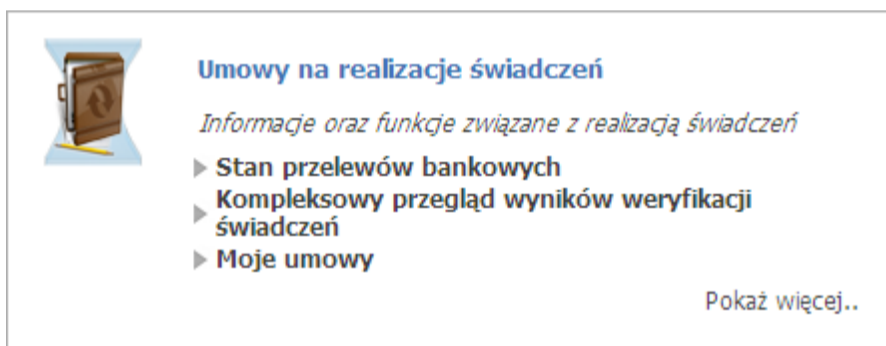 Umowy na realizacje świadczeń
Informacje oraz funkcje związane z realizacją świadczeń
Stan przelewów bankowych
Kompleksowy przegląd wyników weryfikacji
świadczeń
Moje umowy
Pokaż więcej..